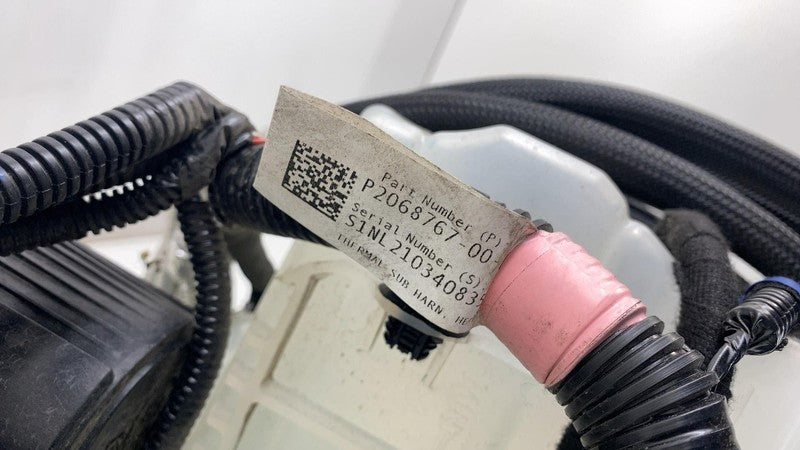 Part Number (P)
P2068767-00
Serial Number (S)
S1NL21034083
THERMAL SUB HARN,